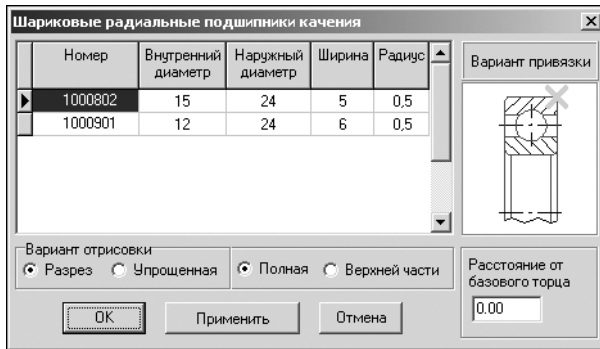 Шариковые радиальные подшипники качения
Номер Внутренний диаметр Наружный диаметр Ширина Радиус
1000802 15 24 5 0,5
1000901 12 24 6 0,5
Вариант привязки
Вариант отрисовки
Разрез Упрощенная Полная Верхней части
Расстояние от
базового торца
0.00
OK Применить Отмена